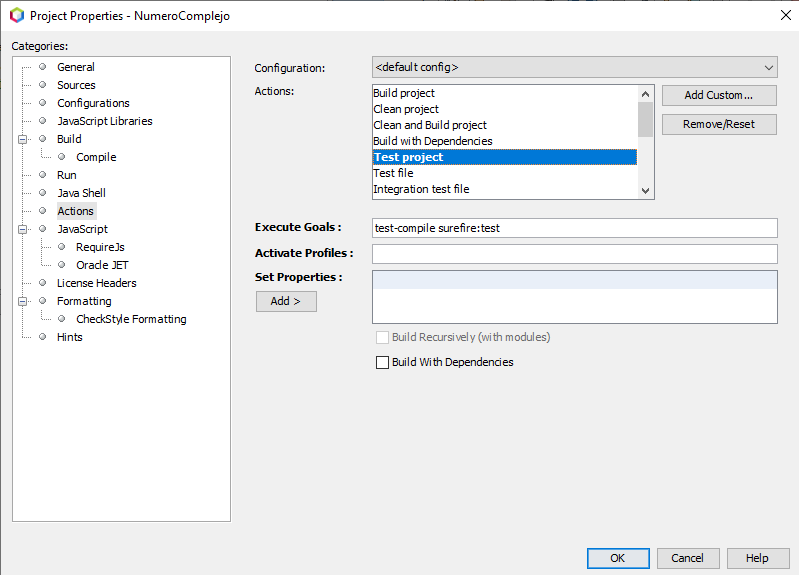 Project Properties - NumeroComplejo
Categories:
General
Sources
Configurations
JavaScript Libraries
Build
Compile
Run
Java Shell
Actions
JavaScript
RequireJs
Oracle JET
License Headers
Formatting
CheckStyle Formatting
Hints
Configuration:
<default config>
Actions:
Build project
Clean project
Clean and Build project
Build with Dependencies
Test project
Test file
Integration test file
Add Custom...
Remove/Reset
Execute Goals :
test-compile surefire:test
Activate Profiles :
Set Properties :
Add >
Build Recursively (with modules)
Build With Dependencies
OK
Cancel
Help